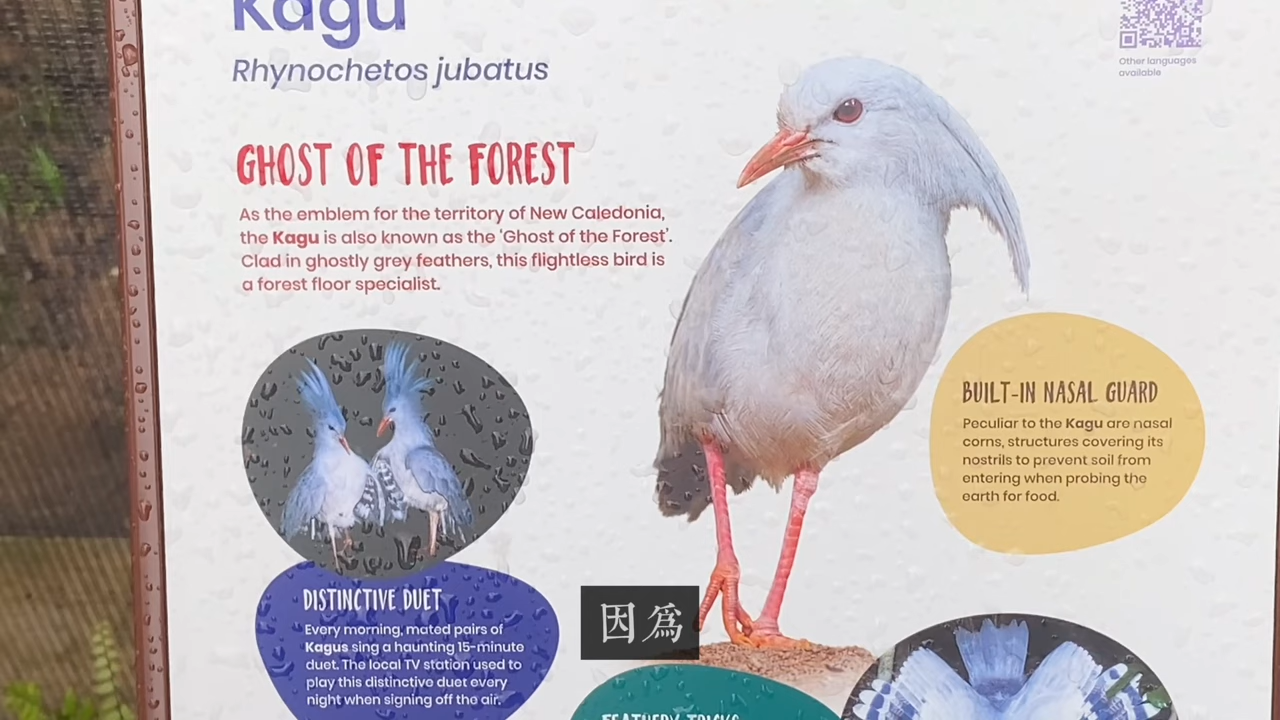 Kagu
Rhynochetos jubatus
Other languages
available
GHOST OF THE FOREST
As the emblem for the territory of New Caledonia,
the Kagu is also known as the 'Ghost of the Forest'.
Clad in ghostly grey feathers, this flightless bird is
a forest floor specialist.
BUILT-IN NASAL GUARD
Peculiar to the Kagu are nasal
corns, structures covering its
nostrils to prevent soil from
entering when probing the
earth for food.
DISTINCTIVE DUET
Every morning, mated pairs of
Kagus sing a haunting 15-minute
duet. The local TV station used to
play this distinctive duet every
night when signing off the air.
因爲
FEATHERY TRICKS